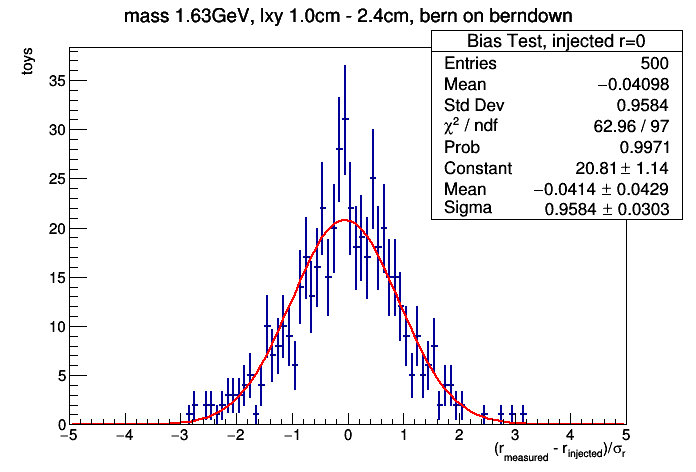 mass 1.63GeV, lxy 1.0cm - 2.4cm, bern on berndown
Bias Test, injected r=0
Entries 500
Mean −0.04098
Std Dev 0.9584
χ² / ndf 62.96 / 97
Prob 0.9971
Constant 20.81 ± 1.14
Mean −0.0414 ± 0.0429
Sigma 0.9584 ± 0.0303
toys
35
30
25
20
15
10
5
0
−5 −4 −3 −2 −1 0 1 2 3 4 5
(r_measured - r_injected)/σ_r